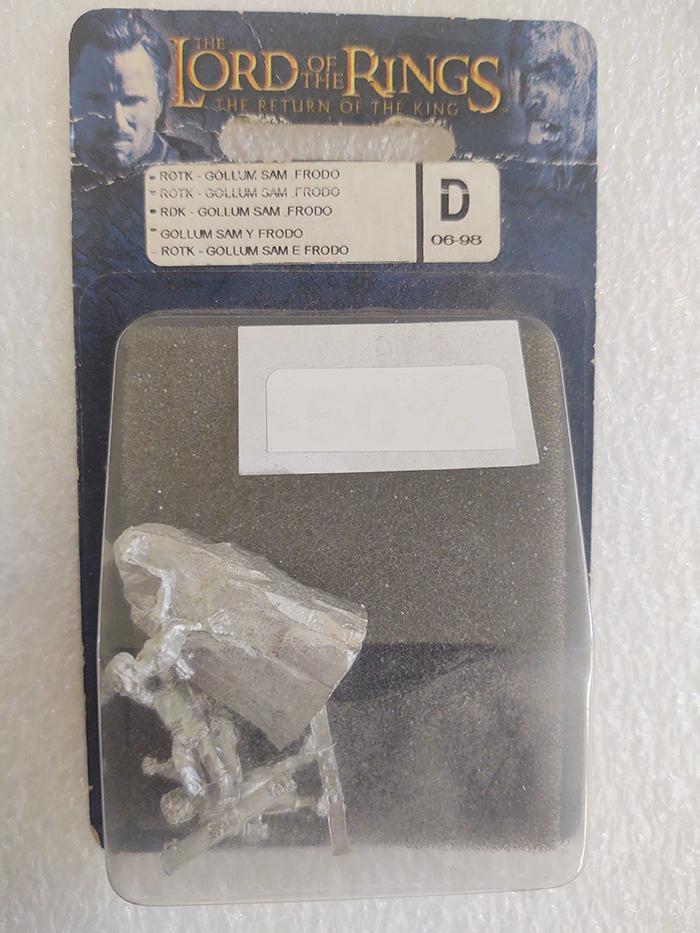 THE
LORD OF THE RINGS
THE RETURN OF THE KING
- ROTK - GOLLUM SAM ,FRODO
= ROTK - GOLLUM SAM ,FRODO
- RDK - GOLLUM SAM ,FRODO
- GOLLUM SAM Y FRODO
- ROTK - GOLLUM SAM E FRODO
D
06-98